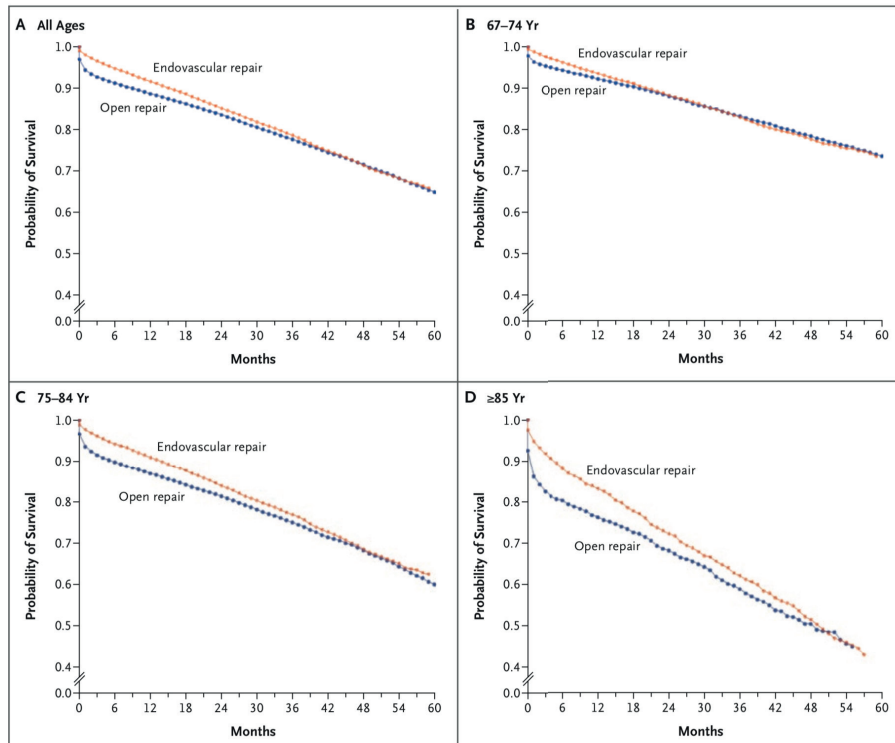 A All Ages
1.0
0.9
0.8
0.7
0.6
0.5
0.4
0.0
Probability of Survival
Endovascular repair
Open repair
0 6 12 18 24 30 36 42 48 54 60
Months
B 67–74 Yr
1.0
0.9
0.8
0.7
0.6
0.5
0.4
0.0
Probability of Survival
Endovascular repair
Open repair
0 6 12 18 24 30 36 42 48 54 60
Months
C 75–84 Yr
1.0
0.9
0.8
0.7
0.6
0.5
0.4
0.0
Probability of Survival
Endovascular repair
Open repair
0 6 12 18 24 30 36 42 48 54 60
Months
D ≥85 Yr
1.0
0.9
0.8
0.7
0.6
0.5
0.4
0.0
Probability of Survival
Endovascular repair
Open repair
0 6 12 18 24 30 36 42 48 54 60
Months